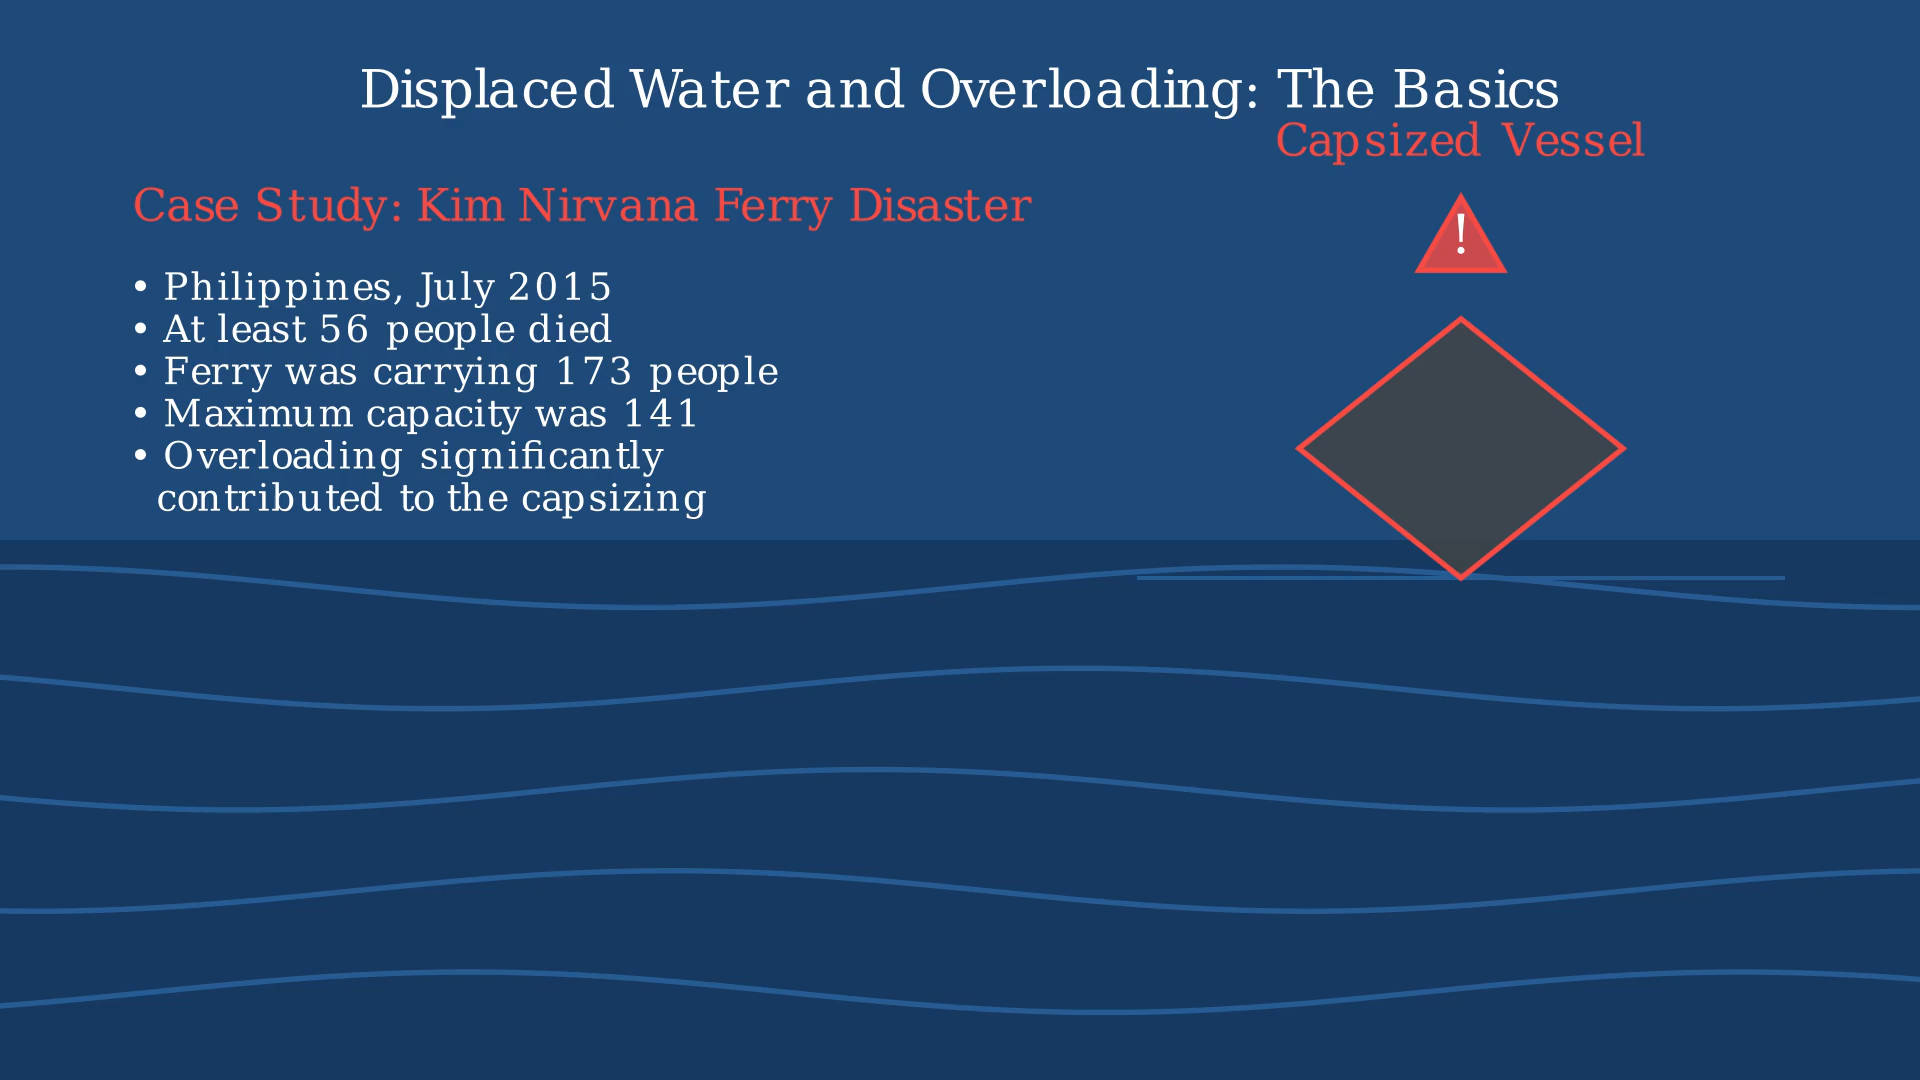 Displaced Water and Overloading: The Basics
Capsized Vessel
Case Study: Kim Nirvana Ferry Disaster
!
• Philippines, July 2015
• At least 56 people died
• Ferry was carrying 173 people
• Maximum capacity was 141
• Overloading significantly
contributed to the capsizing